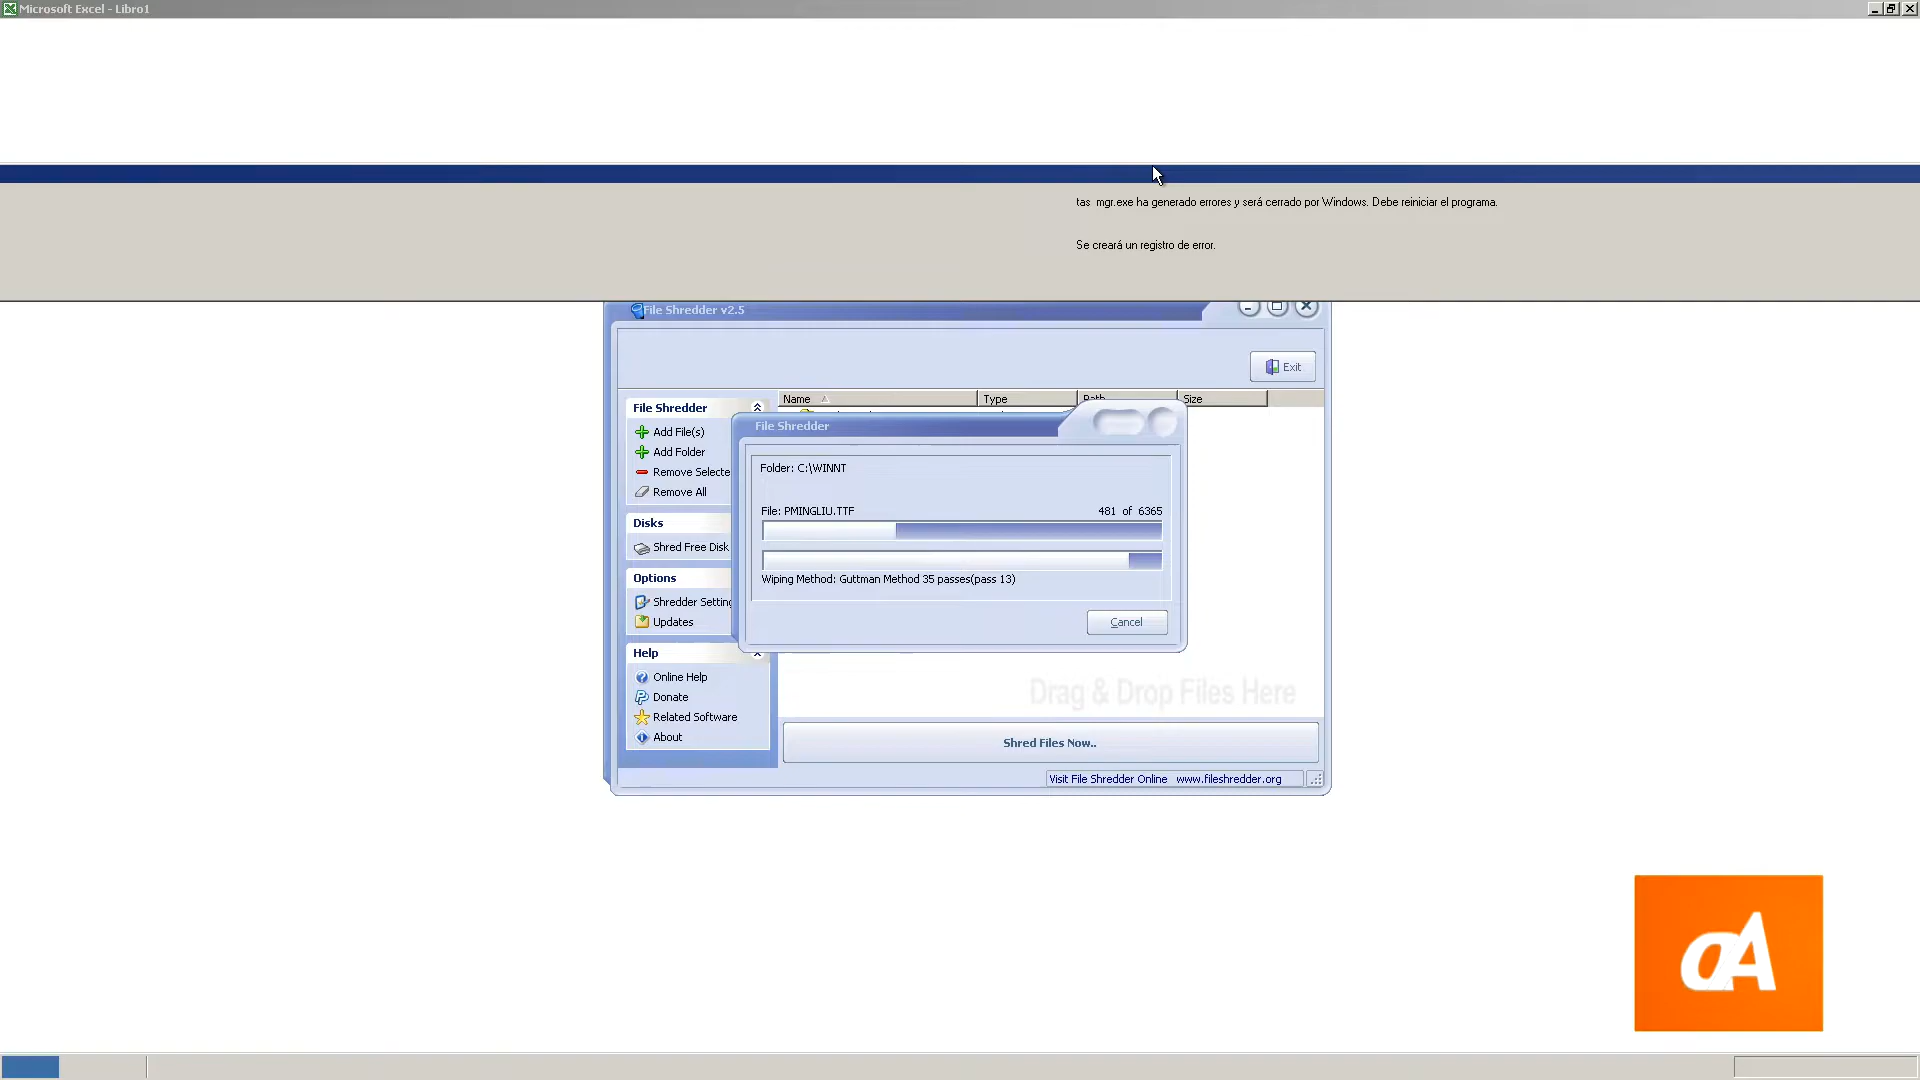 Microsoft Excel - Libro1
tas mgr.exe ha generado errores y será cerrado por Windows. Debe reiniciar el programa.
Se creará un registro de error.
File Shredder v2.5
Exit
File Shredder
Name Type Path Size
Add File(s)
Add Folder
Remove Selecte
Remove All
Disks
Shred Free Disk
Options
Shredder Setting
Updates
Help
Online Help
Donate
Related Software
About
File Shredder
Folder: C:\WINNT
File: PMINGLIU.TTF 481 of 6365
Wiping Method: Guttman Method 35 passes(pass 13)
Cancel
Drag & Drop Files Here
Shred Files Now..
Visit File Shredder Online www.fileshredder.org
aA